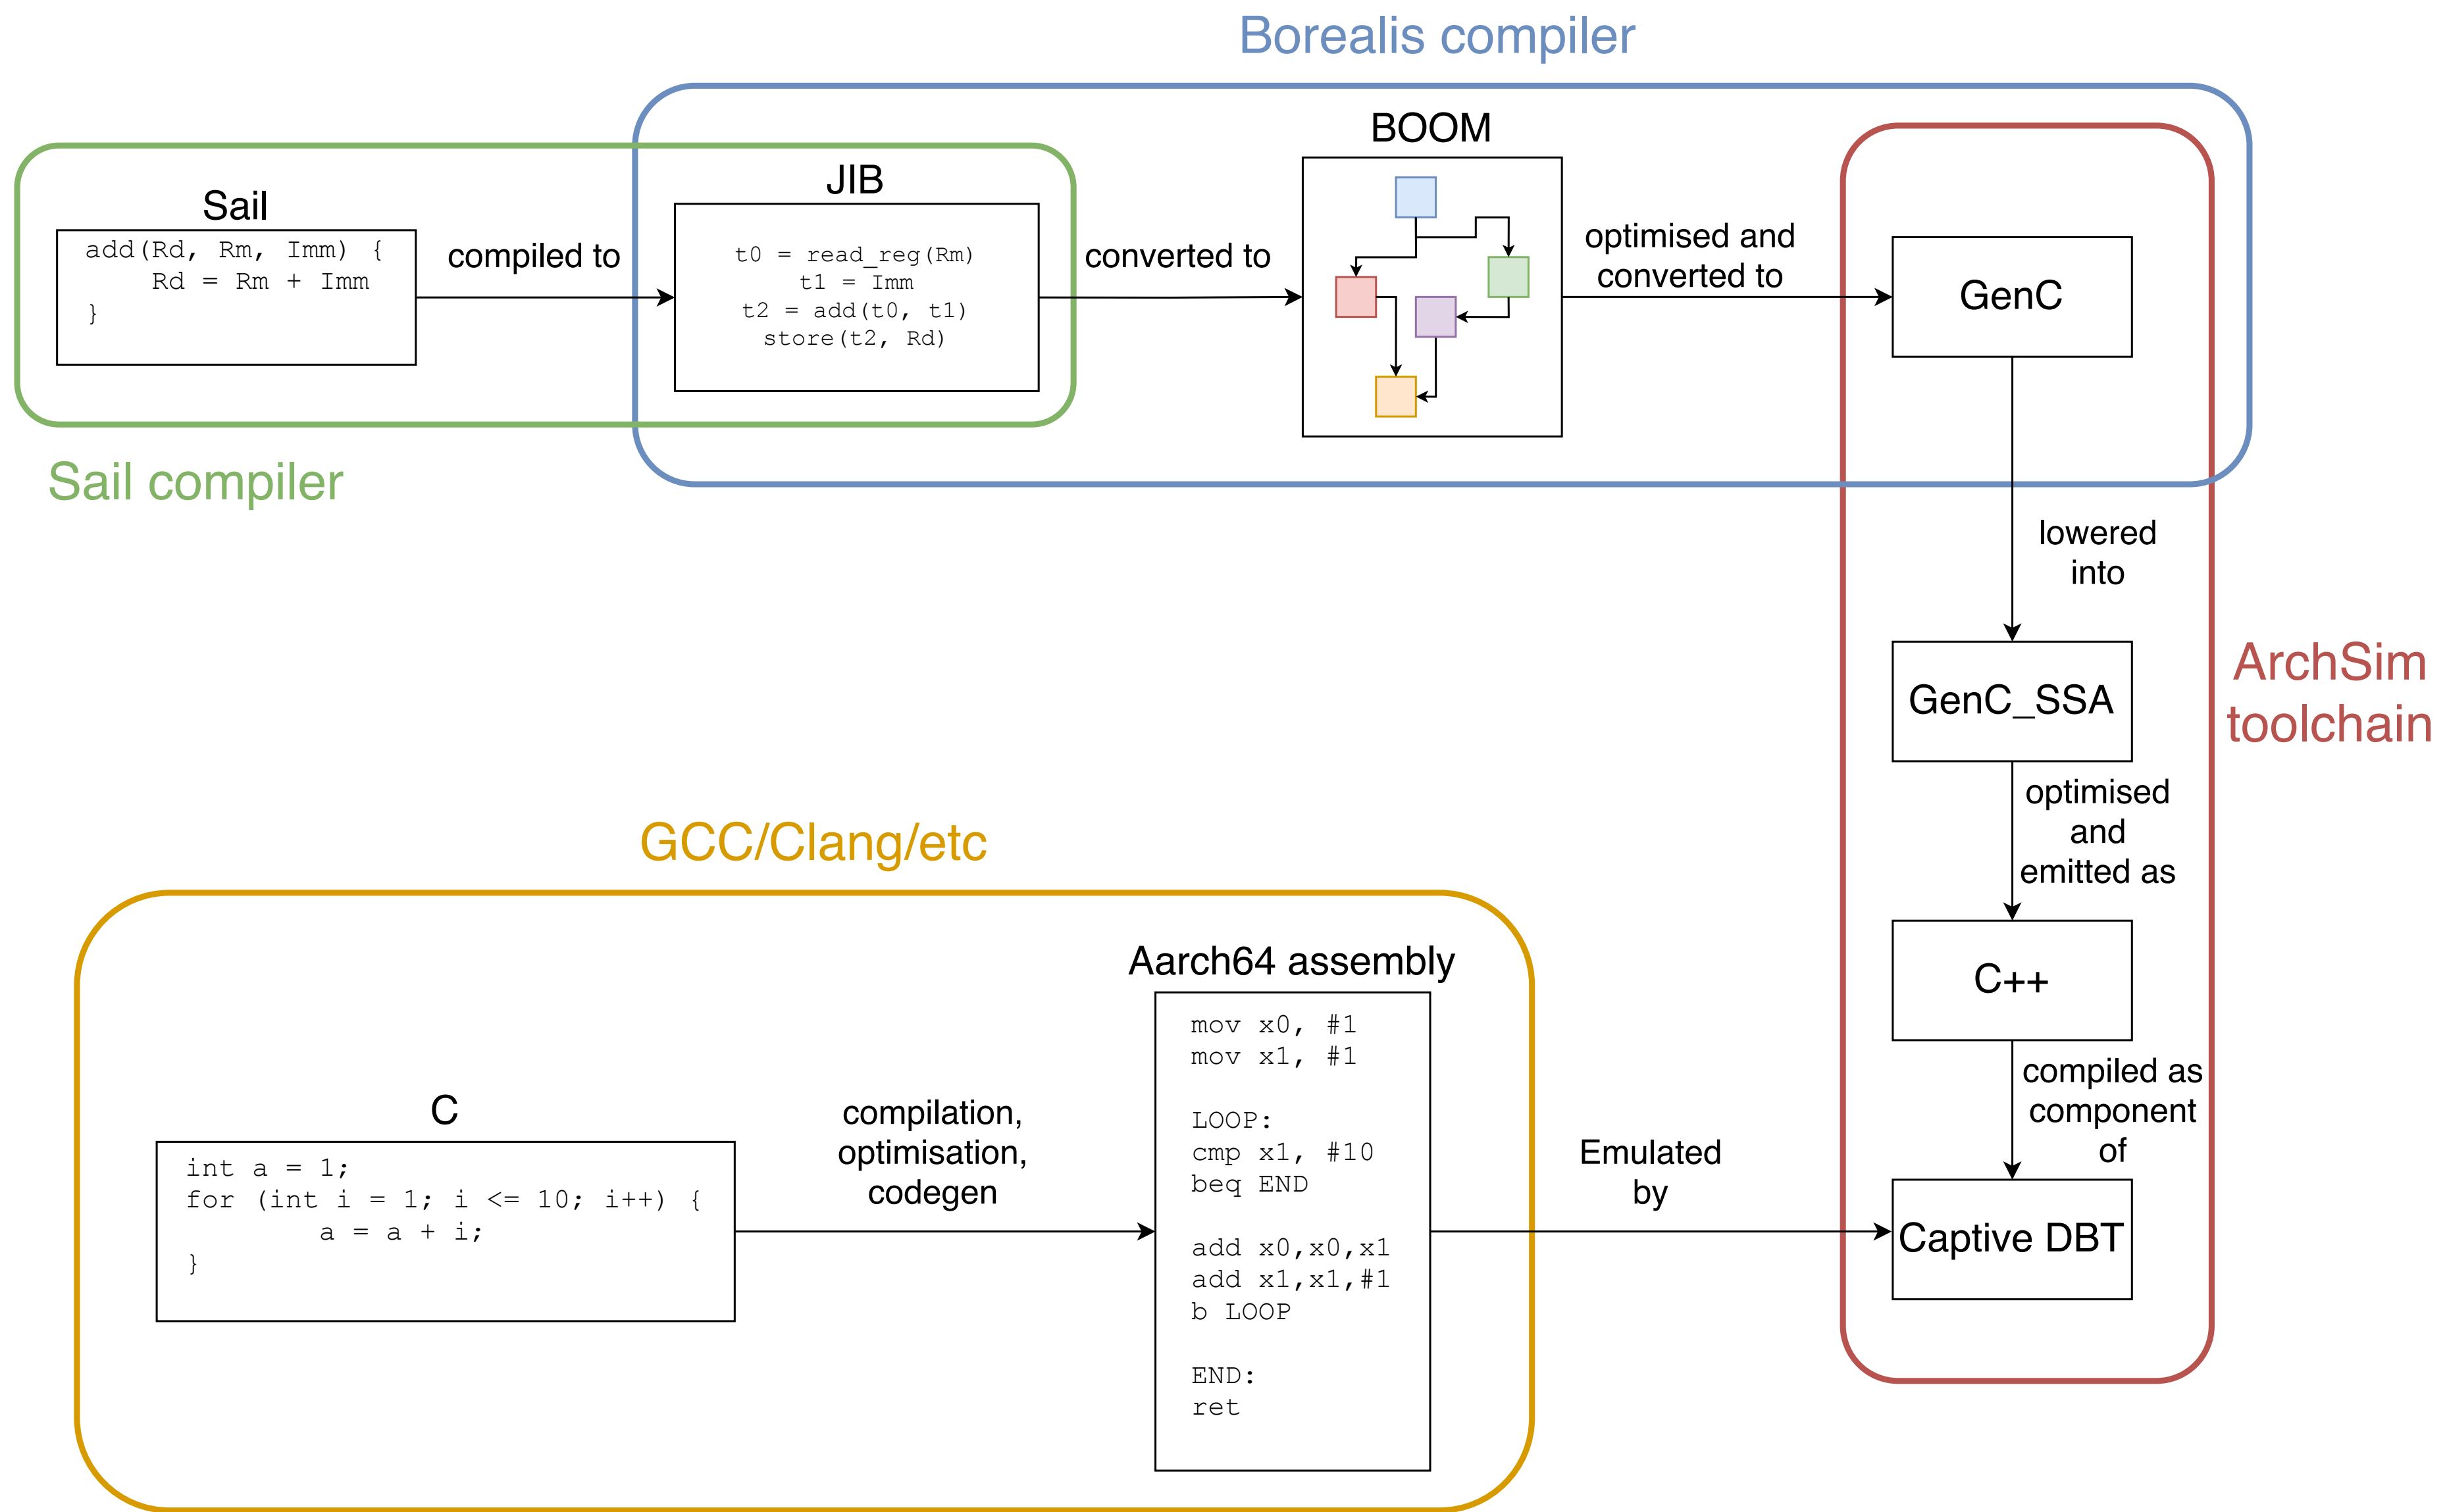 Borealis compiler
BOOM
JIB
Sail
add(Rd, Rm, Imm) {
    Rd = Rm + Imm
}
compiled to
t0 = read_reg(Rm)
t1 = Imm
t2 = add(t0, t1)
store(t2, Rd)
converted to
optimised and
converted to
GenC
Sail compiler
lowered
into
ArchSim
toolchain
GenC_SSA
optimised
and
emitted as
C++
compiled as
component
of
Captive DBT
GCC/Clang/etc
C
int a = 1;
for (int i = 1; i <= 10; i++) {
        a = a + i;
}
compilation,
optimisation,
codegen
Aarch64 assembly
mov x0, #1
mov x1, #1
LOOP:
cmp x1, #10
beq END
add x0,x0,x1
add x1,x1,#1
b LOOP
END:
ret
Emulated
by